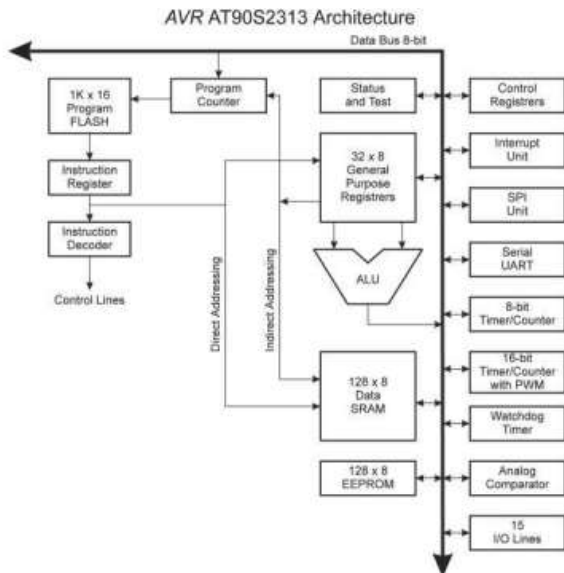 AVR AT90S2313 Architecture
Data Bus 8-bit
1K x 16
Program
FLASH
Program
Counter
Status
and Test
Control
Registrers
Instruction
Register
32 x 8
General
Purpose
Registrers
Interrupt
Unit
Instruction
Decoder
SPI
Unit
Control Lines
Direct Addressing
Indirect Addressing
ALU
Serial
UART
8-bit
Timer/Counter
128 x 8
Data
SRAM
16-bit
Timer/Counter
with PWM
Watchdog
Timer
128 x 8
EEPROM
Analog
Comparator
15
I/O Lines